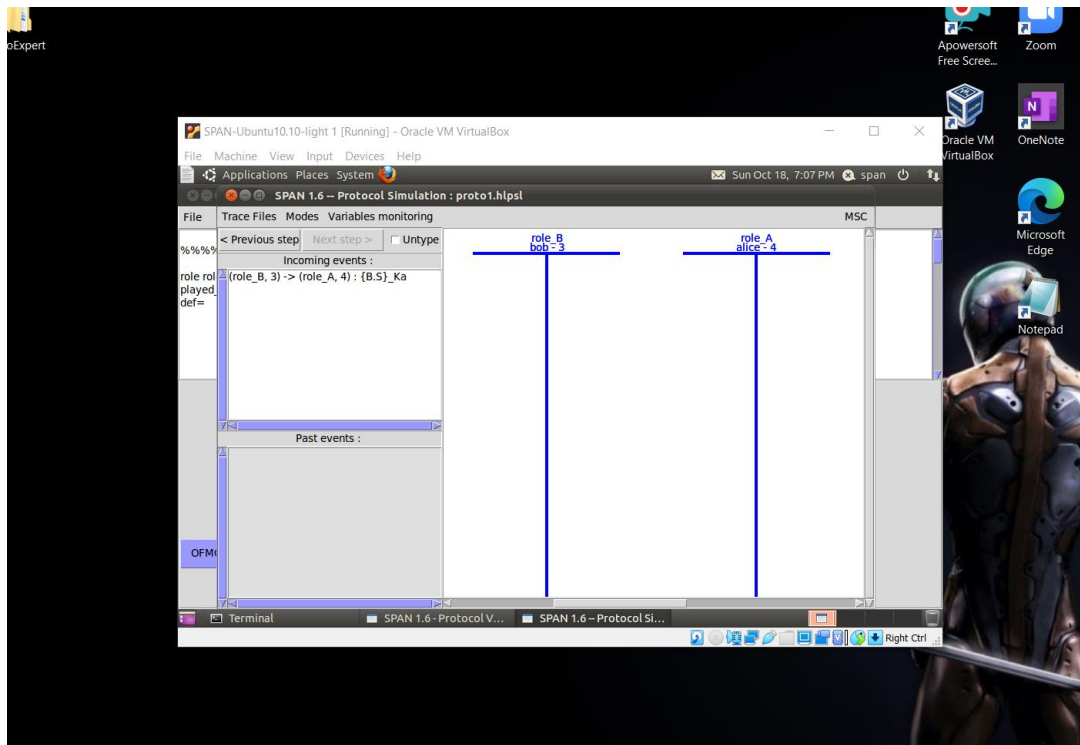 oExpert
Apowersoft
Free Scree...
Zoom
Oracle VM
VirtualBox
N
OneNote
Microsoft
Edge
Notepad
SPAN-Ubuntu10.10-light 1 [Running] - Oracle VM VirtualBox
File Machine View Input Devices Help
Applications Places System
Sun Oct 18, 7:07 PM
span
SPAN 1.6 -- Protocol Simulation : proto1.hlpsl
File
Trace Files Modes Variables monitoring
MSC
< Previous step
Next step >
Untype
Incoming events :
(role_B, 3) -> (role_A, 4) : {B.S}_Ka
Past events :
%%%%
role rol
played_
def=
OFMC
role_B
bob - 3
role_A
alice - 4
Terminal
SPAN 1.6 - Protocol V...
SPAN 1.6 – Protocol Si...
Right Ctrl